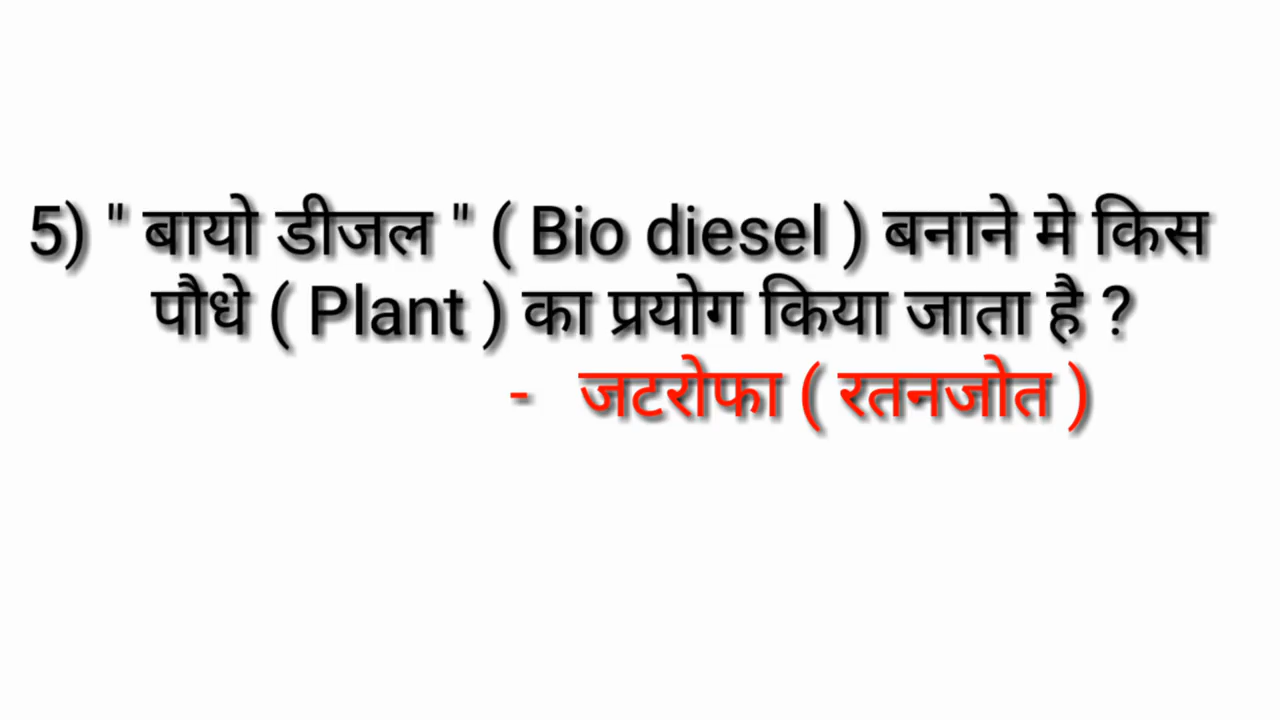 5) " बायो डीजल " ( Bio diesel ) बनाने मे किस
पौधे ( Plant ) का प्रयोग किया जाता है ?
- जटरोफा ( रतनजोत )